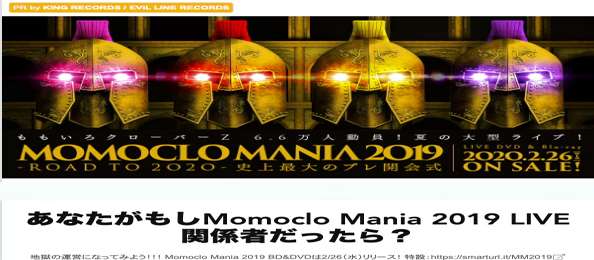 PR by KING RECORDS / EVIL LINE RECORDS
ももいろクローバーZ 6.6万人動員!夏の大型ライブ!
MOMOCLO MANIA 2019
-ROAD TO 2020- 史上最大のプレ開会式
LIVE DVD & Blu-ray
2020.2.26
ON SALE!
あなたがもしMomoclo Mania 2019 LIVE
関係者だったら?
地獄の運営になってみよう!!! Momoclo Mania 2019 BD&DVDは2/26(水)リリース! 特設:https://smarturl.it/MM2019